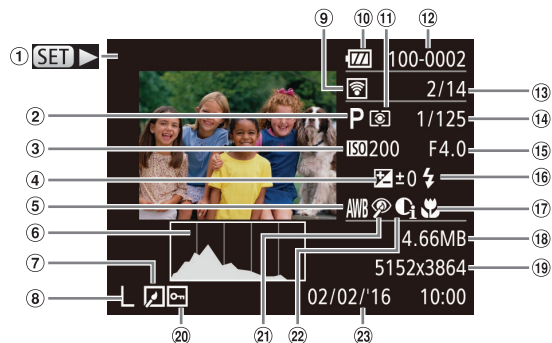 ⑨ ⑩ ⑪ ⑫
① SET 100-0002
2/14 ⑬
② P 1/125 ⑭
③ ISO200 F4.0 ⑮
④ ±0 ⑯
⑤ AWB i ⑰
⑥ 4.66MB ⑱
⑦ 5152x3864 ⑲
⑧ L 02/02/'16 10:00
⑳ ㉑ ㉒ ㉓